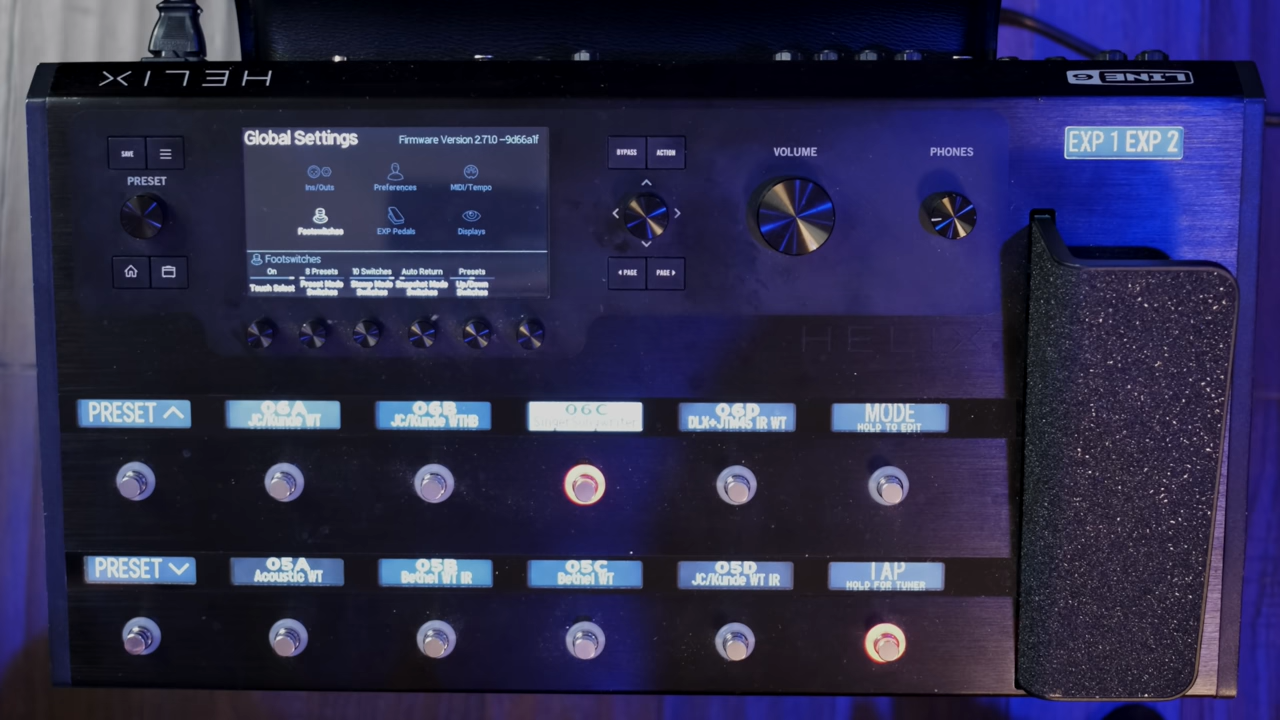 HELIX
LINE 6
SAVE
PRESET
Global Settings
Firmware Version 2.71.0 -9d66a1f
Ins/Outs
Preferences
MIDI/Tempo
Footswitches
EXP Pedals
Displays
Footswitches
On
8 Presets
10 Switches
Auto Return
Presets
Touch Select
Preset Mode Switches
Stomp Mode Switches
Snapshot Mode Switches
Up/Down Switches
BYPASS
ACTION
PAGE
PAGE
VOLUME
PHONES
EXP 1 EXP 2
HELIX
PRESET
06A
JC/Kunde WT
06B
JC/Kunde WTHB
06C
06D
DLX+JTM45 IR WT
MODE
HOLD TO EDIT
PRESET
05A
Acoustic WT
05B
Bethel WT IR
05C
Bethel WT
05D
JC/Kunde WT IR
TAP
HOLD FOR TUNER